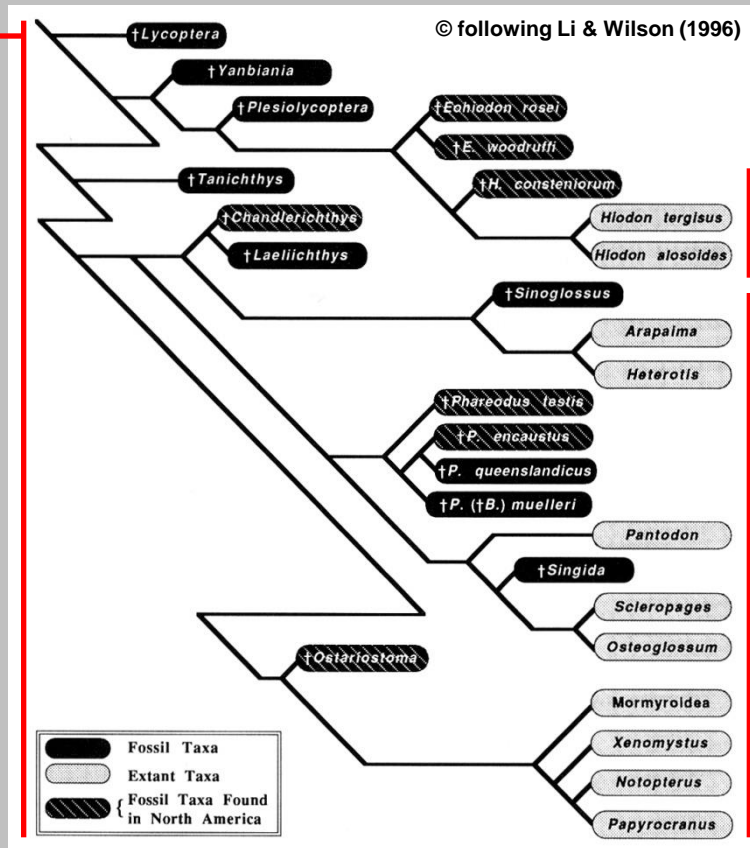 © following Li & Wilson (1996)
†Lycoptera
†Yanbiania
†Plesiolycoptera
†Eohiodon rosei
†E. woodruffi
†Tanichthys
†H. consteniorum
†Chandlerichthys
Hiodon tergisus
†Laeliichthys
Hiodon alosoides
†Sinoglossus
Arapaima
Heterotis
†Phareodus testis
†P. encaustus
†P. queenslandicus
†P. (†B.) muelleri
Pantodon
†Singida
Scleropages
Osteoglossum
†Ostariostoma
Mormyroidea
Xenomystus
Notopterus
Papyrocranus
Fossil Taxa
Extant Taxa
{ Fossil Taxa Found
in North America